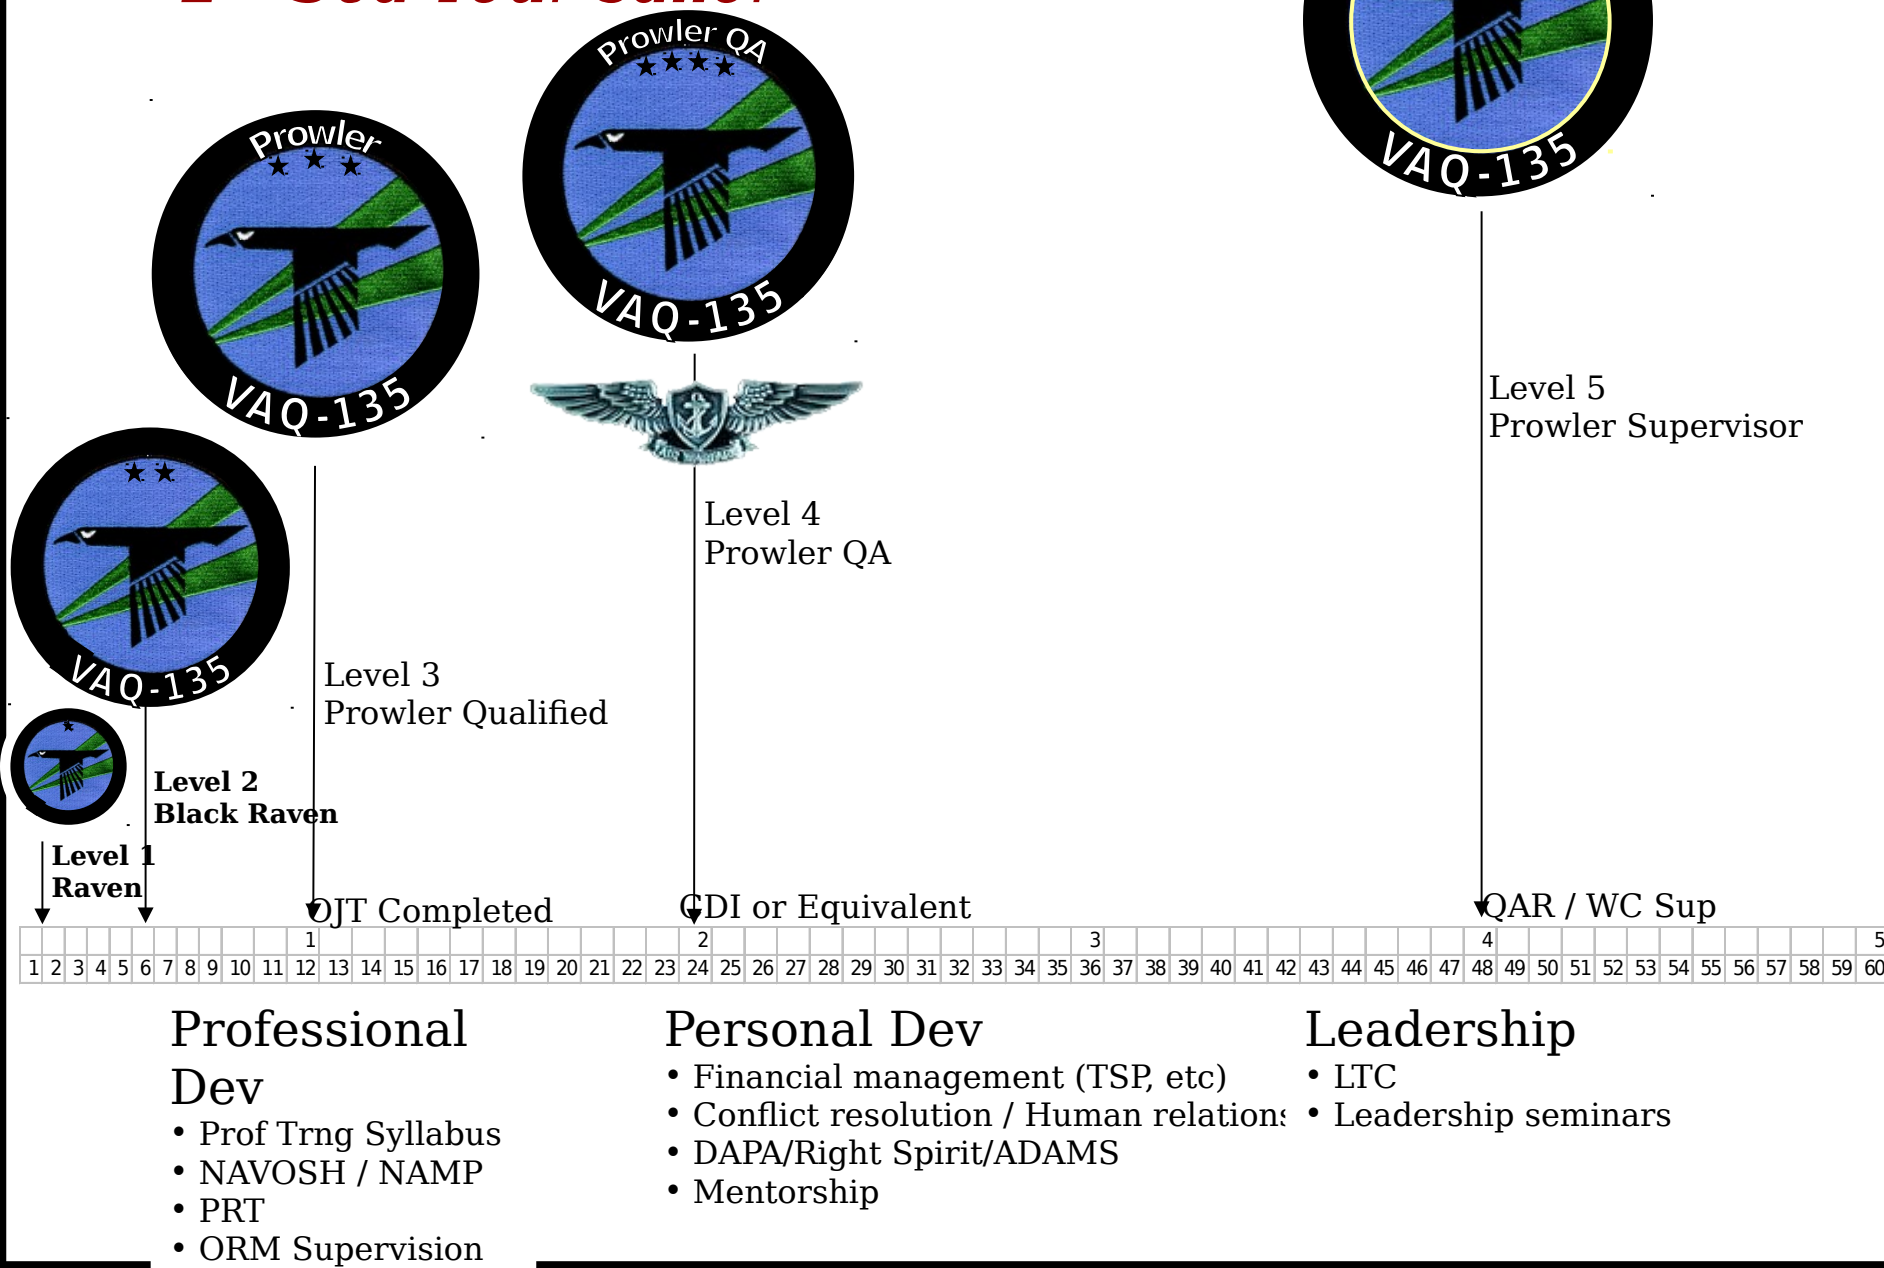 Prowler QA
VAQ-135
Prowler
VAQ-135
VAQ-135
VAQ-135
Level 5
Prowler Supervisor
Level 4
Prowler QA
Level 3
Prowler Qualified
Level 2
Black Raven
Level 1
Raven
OJT Completed
CDI or Equivalent
QAR / WC Sup
1 2 3 4 5
1 2 3 4 5 6 7 8 9 10 11 12 13 14 15 16 17 18 19 20 21 22 23 24 25 26 27 28 29 30 31 32 33 34 35 36 37 38 39 40 41 42 43 44 45 46 47 48 49 50 51 52 53 54 55 56 57 58 59 60
Professional
Dev
• Prof Trng Syllabus
• NAVOSH / NAMP
• PRT
• ORM Supervision
Personal Dev
• Financial management (TSP, etc)
• Conflict resolution / Human relations
• DAPA/Right Spirit/ADAMS
• Mentorship
Leadership
• LTC
• Leadership seminars